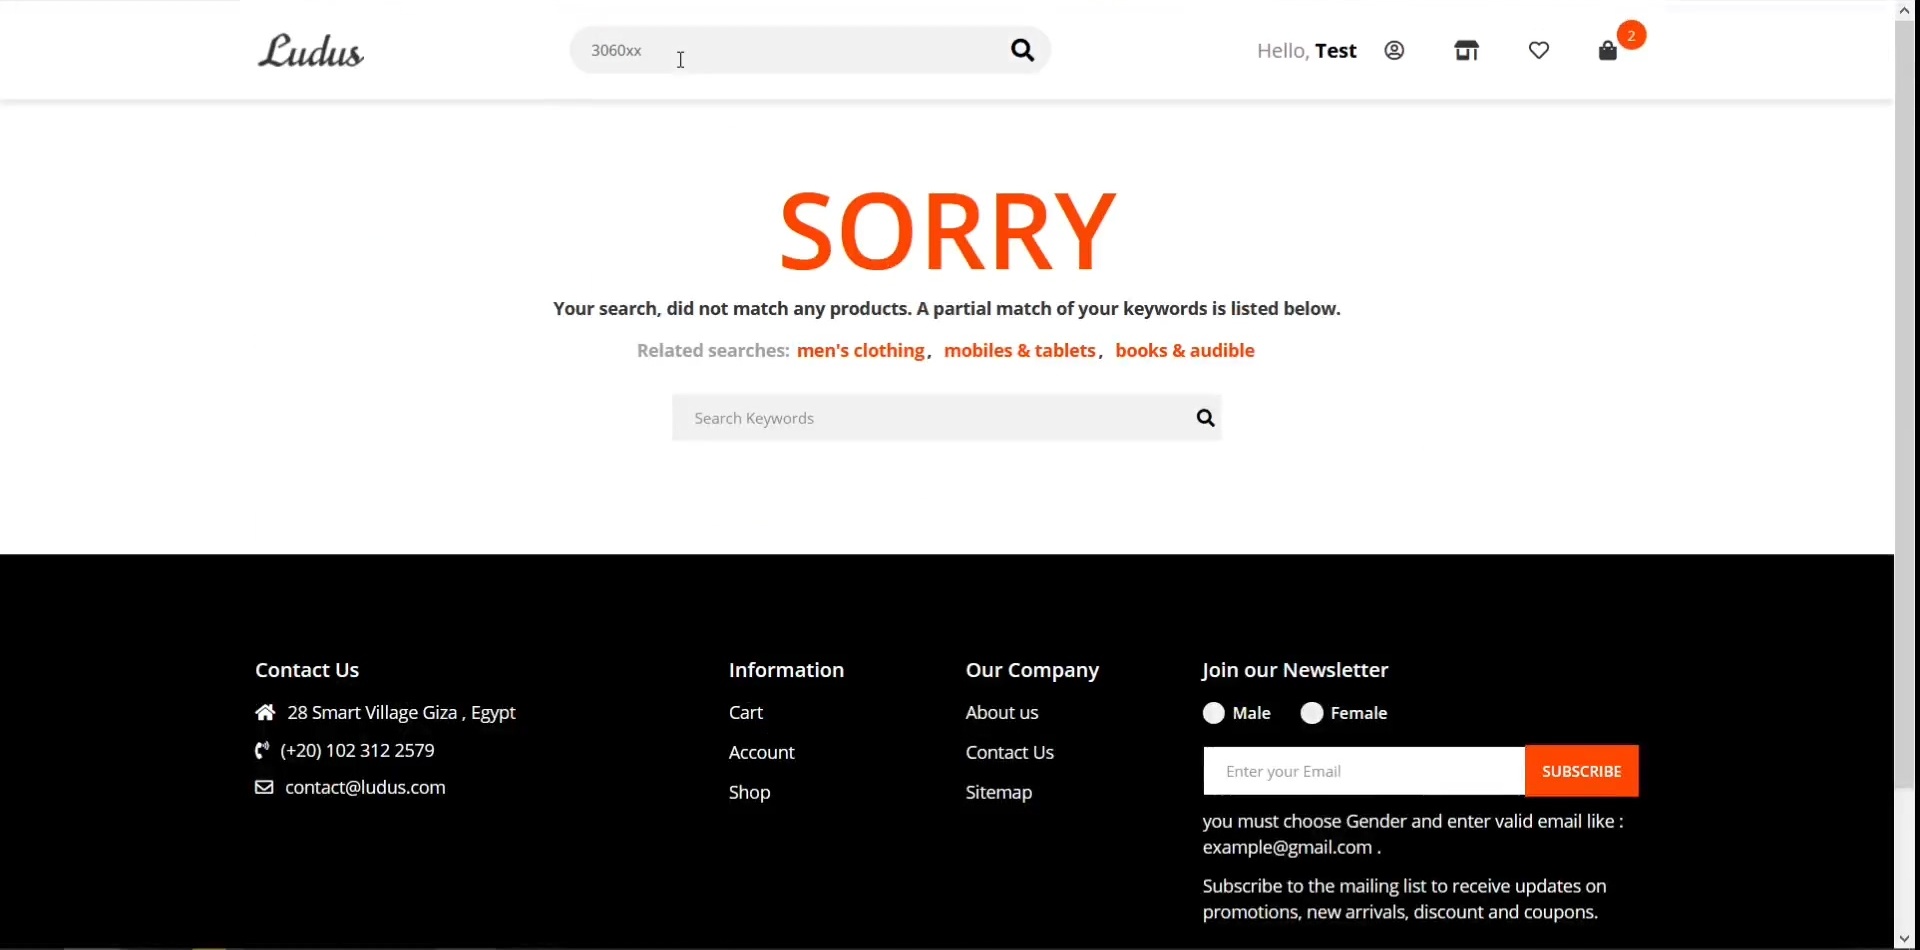 Ludus
3060xx
Hello, Test
2
SORRY
Your search, did not match any products. A partial match of your keywords is listed below.
Related searches: men's clothing, mobiles & tablets, books & audible
Search Keywords
Contact Us
28 Smart Village Giza , Egypt
(+20) 102 312 2579
contact@ludus.com
Information
Cart
Account
Shop
Our Company
About us
Contact Us
Sitemap
Join our Newsletter
Male Female
Enter your Email SUBSCRIBE
you must choose Gender and enter valid email like :
example@gmail.com .
Subscribe to the mailing list to receive updates on
promotions, new arrivals, discount and coupons.